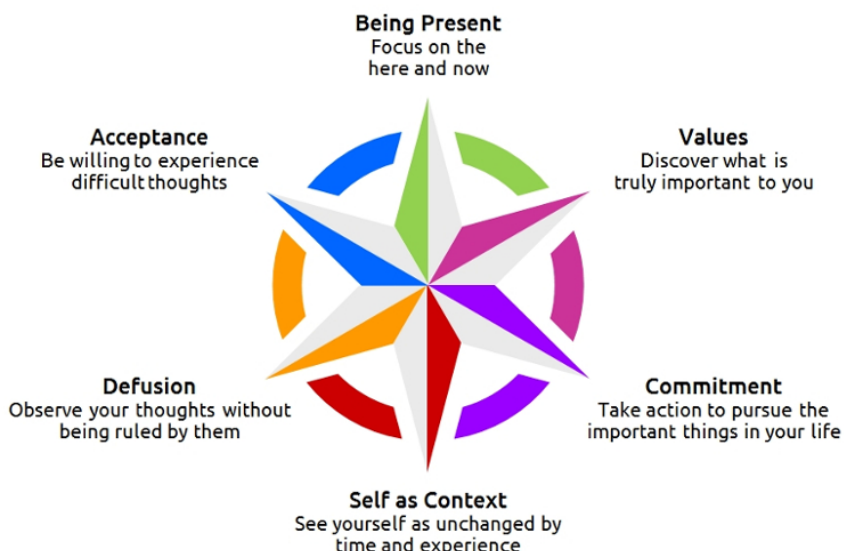 Being Present
Focus on the
here and now
Acceptance
Be willing to experience
difficult thoughts
Values
Discover what is
truly important to you
Defusion
Observe your thoughts without
being ruled by them
Commitment
Take action to pursue the
important things in your life
Self as Context
See yourself as unchanged by
time and experience